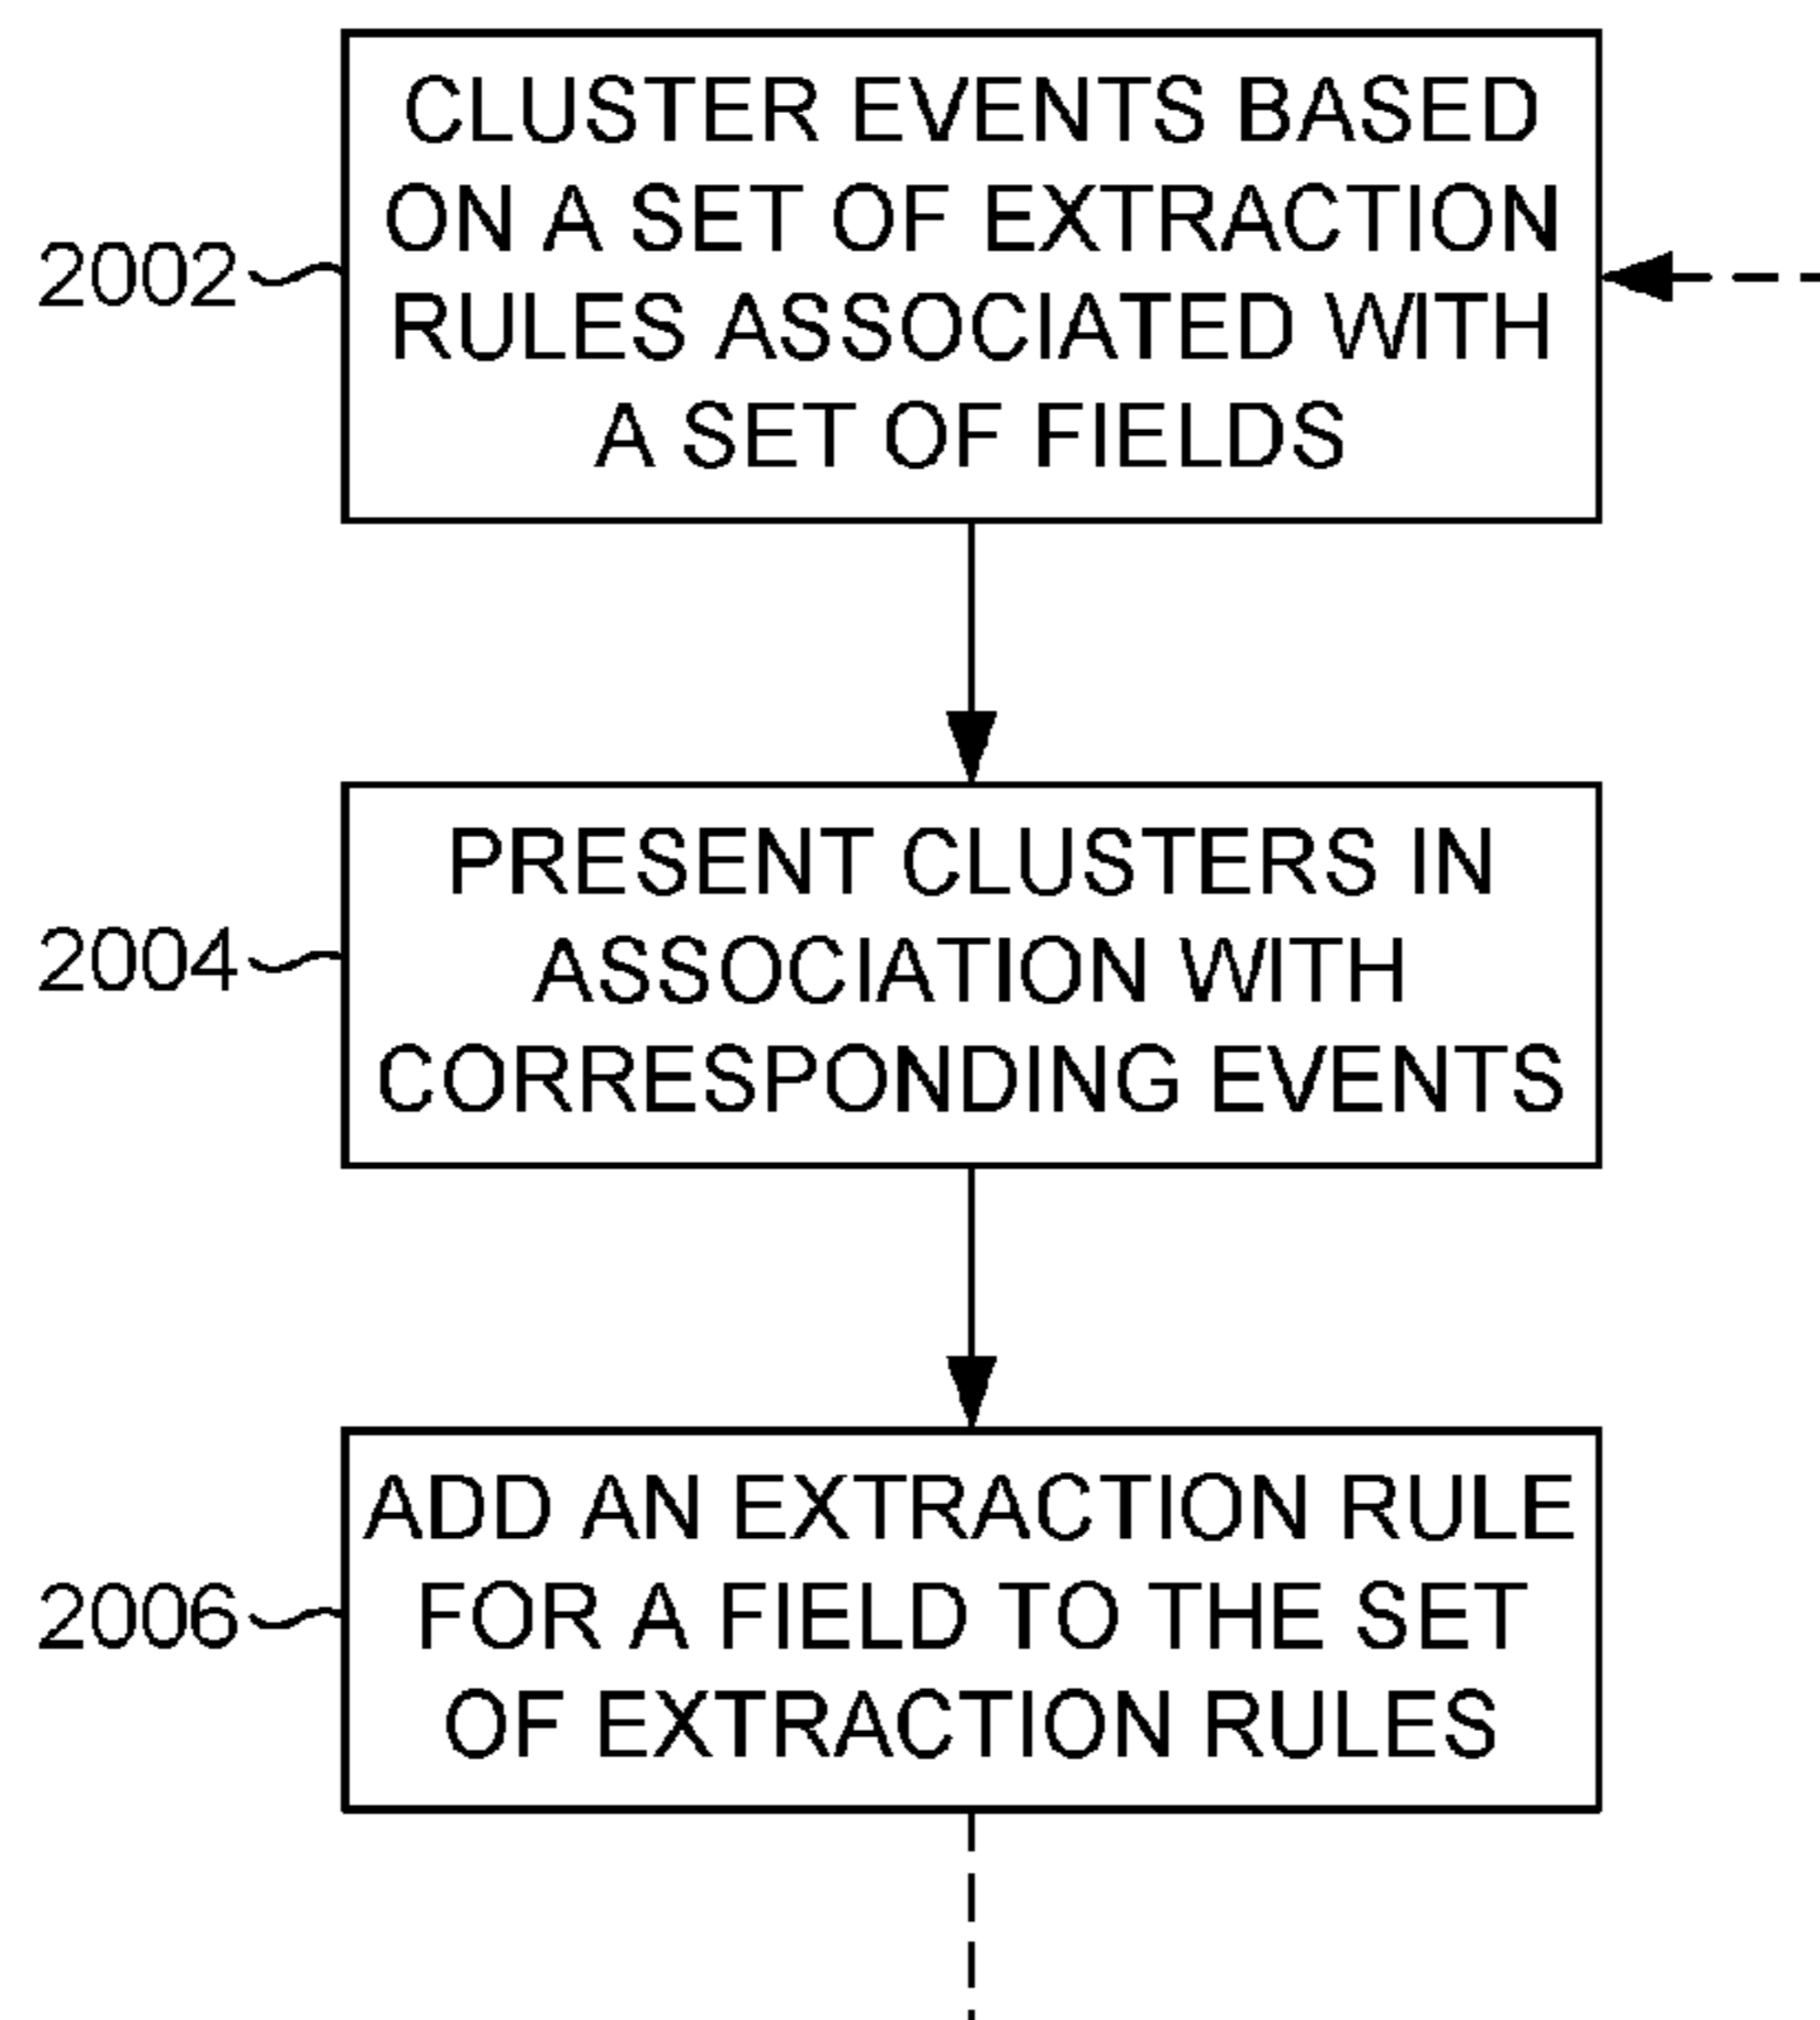 CLUSTER EVENTS BASED
ON A SET OF EXTRACTION
RULES ASSOCIATED WITH
A SET OF FIELDS
2002
PRESENT CLUSTERS IN
ASSOCIATION WITH
CORRESPONDING EVENTS
2004
ADD AN EXTRACTION RULE
FOR A FIELD TO THE SET
OF EXTRACTION RULES
2006